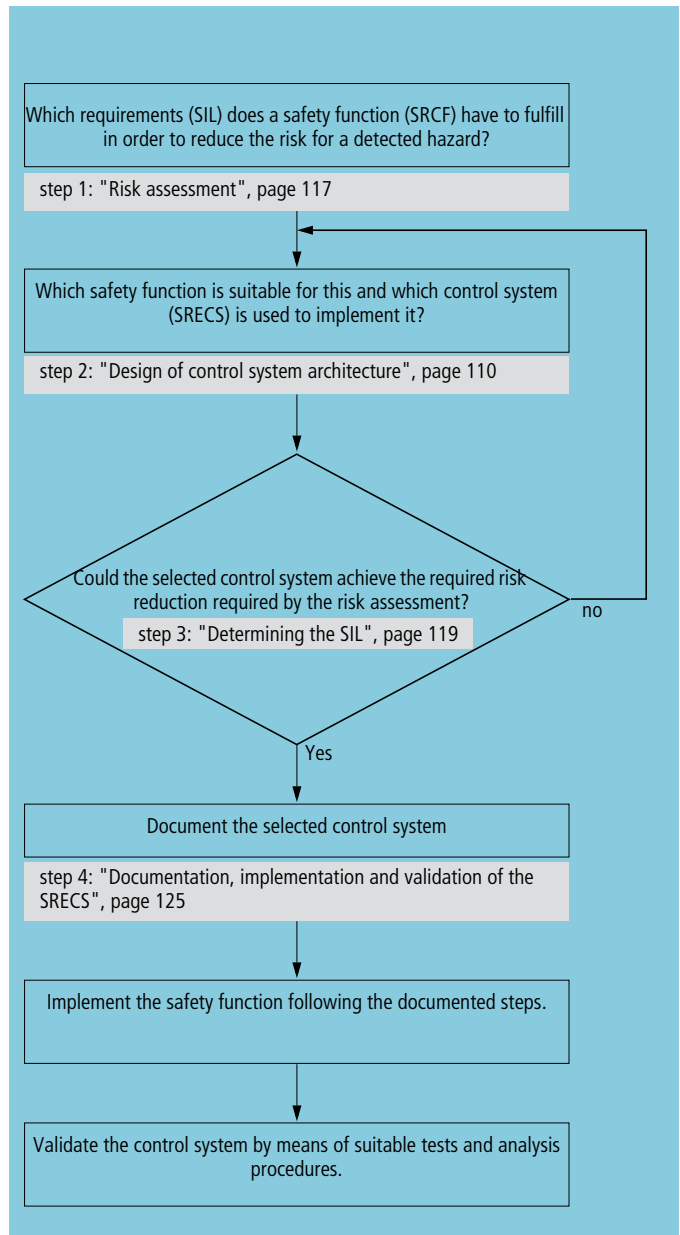 Which requirements (SIL) does a safety function (SRCF) have to fulfill
in order to reduce the risk for a detected hazard?
step 1: "Risk assessment", page 117
Which safety function is suitable for this and which control system
(SRECS) is used to implement it?
step 2: "Design of control system architecture", page 110
Could the selected control system achieve the required risk
reduction required by the risk assessment?
step 3: "Determining the SIL", page 119
no
Yes
Document the selected control system
step 4: "Documentation, implementation and validation of the
SRECS", page 125
Implement the safety function following the documented steps.
Validate the control system by means of suitable tests and analysis
procedures.